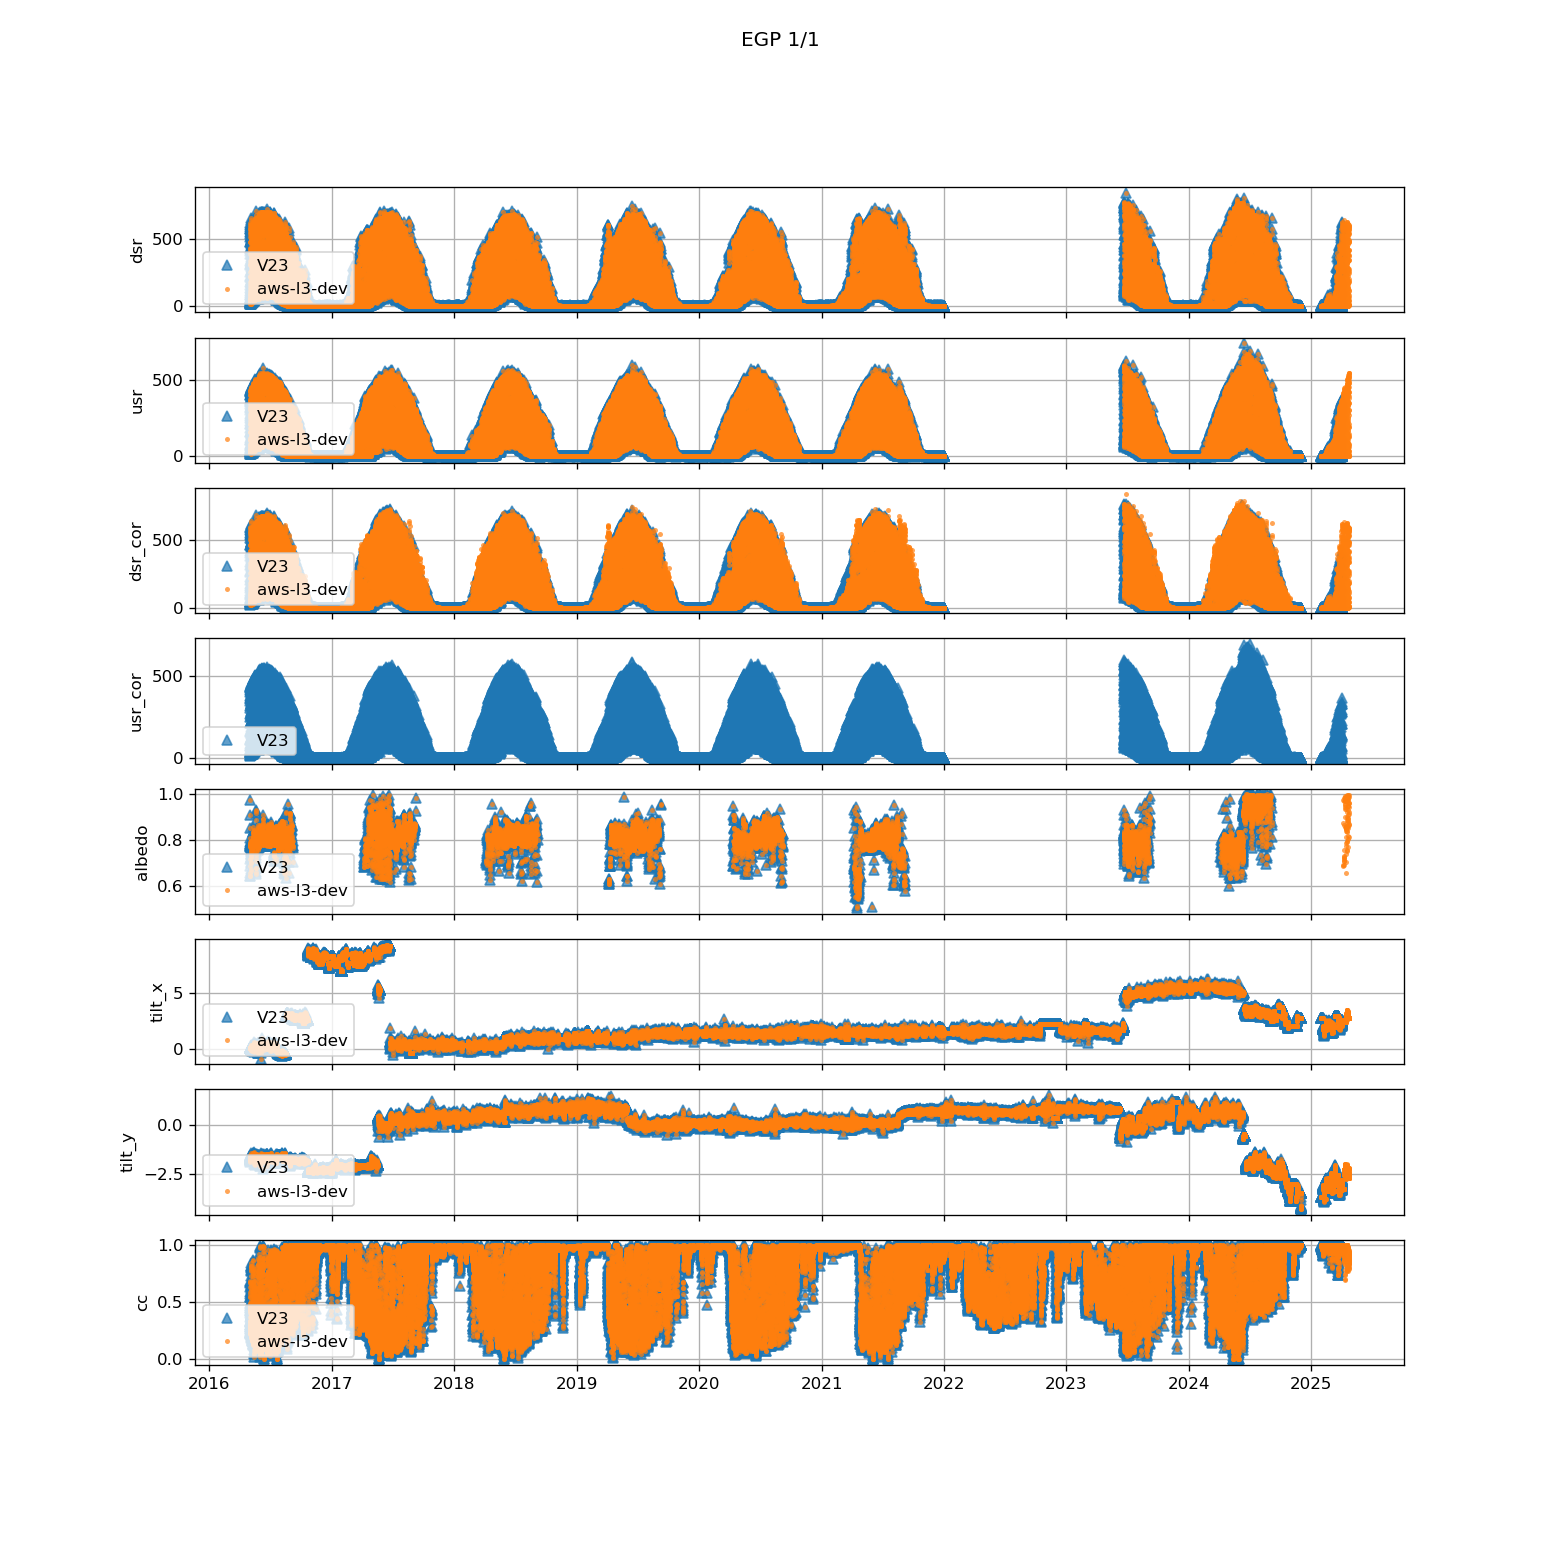 EGP 1/1
dsr
500
0
V23
aws-l3-dev
usr
500
0
V23
aws-l3-dev
dsr_cor
500
0
V23
aws-l3-dev
usr_cor
500
0
V23
albedo
1.0
0.8
0.6
V23
aws-l3-dev
tilt_x
5
0
V23
aws-l3-dev
tilt_y
0.0
−2.5
V23
aws-l3-dev
cc
1.0
0.5
0.0
V23
aws-l3-dev
2016 2017 2018 2019 2020 2021 2022 2023 2024 2025